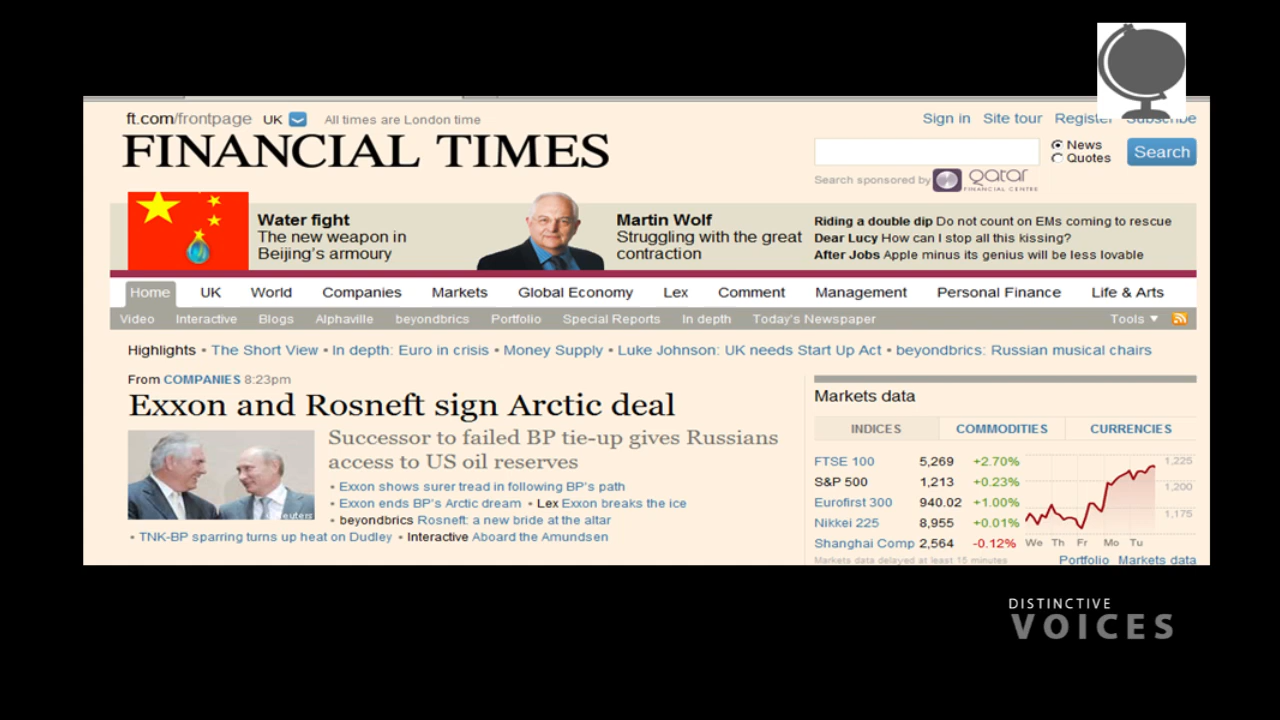 ft.com/frontpage UK All times are London time
Sign in Site tour Register Subscribe
FINANCIAL TIMES
News
Quotes
Search
Search sponsored by Qatar
FINANCIAL CENTRE
Water fight
The new weapon in
Beijing's armoury
Martin Wolf
Struggling with the great
contraction
Riding a double dip Do not count on EMs coming to rescue
Dear Lucy How can I stop all this kissing?
After Jobs Apple minus its genius will be less lovable
Home UK World Companies Markets Global Economy Lex Comment Management Personal Finance Life & Arts
Video Interactive Blogs Alphaville beyondbrics Portfolio Special Reports In depth Today's Newspaper Tools
Highlights • The Short View • In depth: Euro in crisis • Money Supply • Luke Johnson: UK needs Start Up Act • beyondbrics: Russian musical chairs
From COMPANIES 8:23pm
Exxon and Rosneft sign Arctic deal
Successor to failed BP tie-up gives Russians
access to US oil reserves
• Exxon shows surer tread in following BP's path
• Exxon ends BP's Arctic dream • Lex Exxon breaks the ice
• beyondbrics Rosneft: a new bride at the altar
• TNK-BP sparring turns up heat on Dudley • Interactive Aboard the Amundsen
Reuters
Markets data
INDICES COMMODITIES CURRENCIES
FTSE 100 5,269 +2.70%
S&P 500 1,213 +0.23%
Eurofirst 300 940.02 +1.00%
Nikkei 225 8,955 +0.01%
Shanghai Comp 2,564 -0.12%
1,225
1,200
1,175
We Th Fr Mo Tu
Markets data delayed at least 15 minutes
Portfolio Markets data
DISTINCTIVE
VOICES